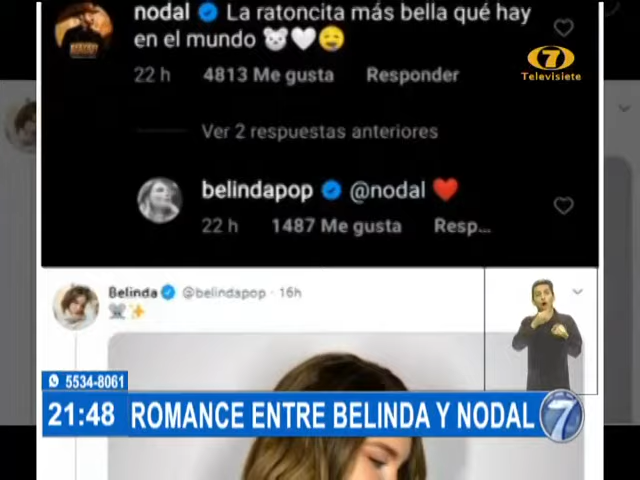 nodal La ratoncita más bella qué hay
en el mundo 🐭🤍🤤
22 h 4813 Me gusta Responder
7
Televisiete
Ver 2 respuestas anteriores
belindapop @nodal ❤️
22 h 1487 Me gusta Resp...
Belinda @belindapop · 16h
🐭✨
5534-8061
21:48 ROMANCE ENTRE BELINDA Y NODAL 7